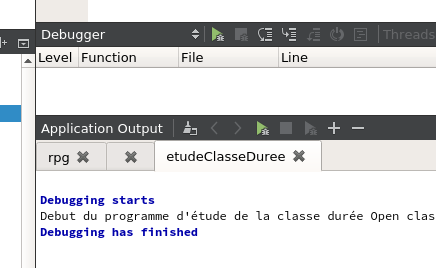 Debugger
Threads
Level Function File Line
Application Output
rpg
etudeClasseDuree
Debugging starts
Debut du programme d'étude de la classe durée Open clas
Debugging has finished